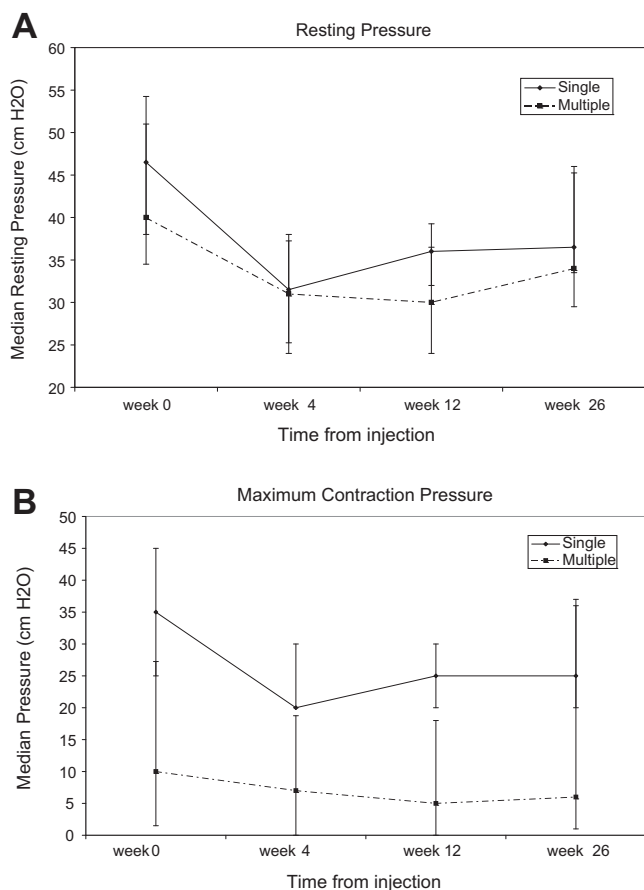 A
Resting Pressure
Median Resting Pressure (cm H2O)
60
55
50
45
40
35
30
25
20
Single
Multiple
week 0 week 4 week 12 week 26
Time from injection
B
Maximum Contraction Pressure
Median Pressure (cm H2O)
50
45
40
35
30
25
20
15
10
5
0
Single
Multiple
week 0 week 4 week 12 week 26
Time from injection